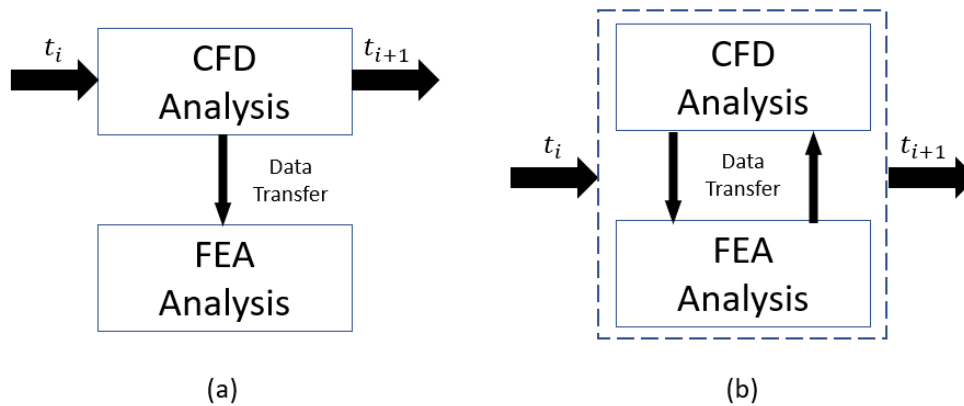 t_i
CFD
Analysis
t_{i+1}
Data
Transfer
FEA
Analysis
(a)
CFD
Analysis
t_i
Data
Transfer
t_{i+1}
FEA
Analysis
(b)